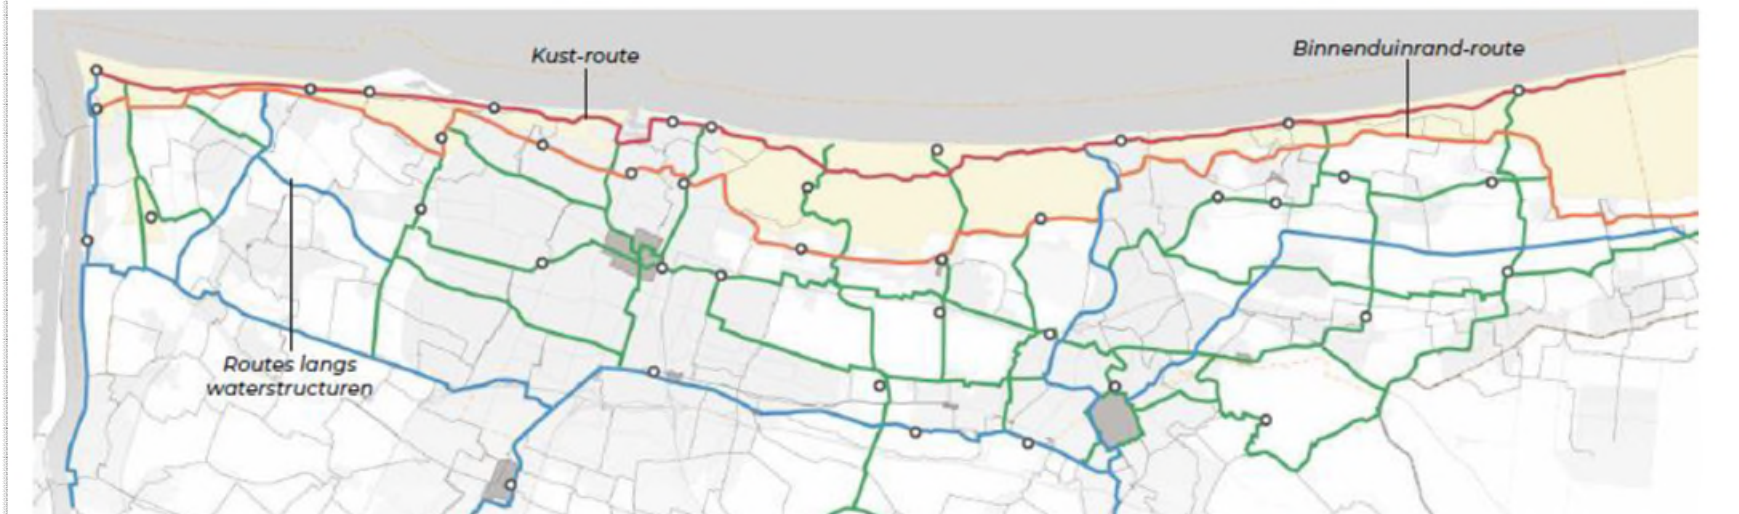 Kust-route
Binnenduinrand-route
Routes langs
waterstructuren